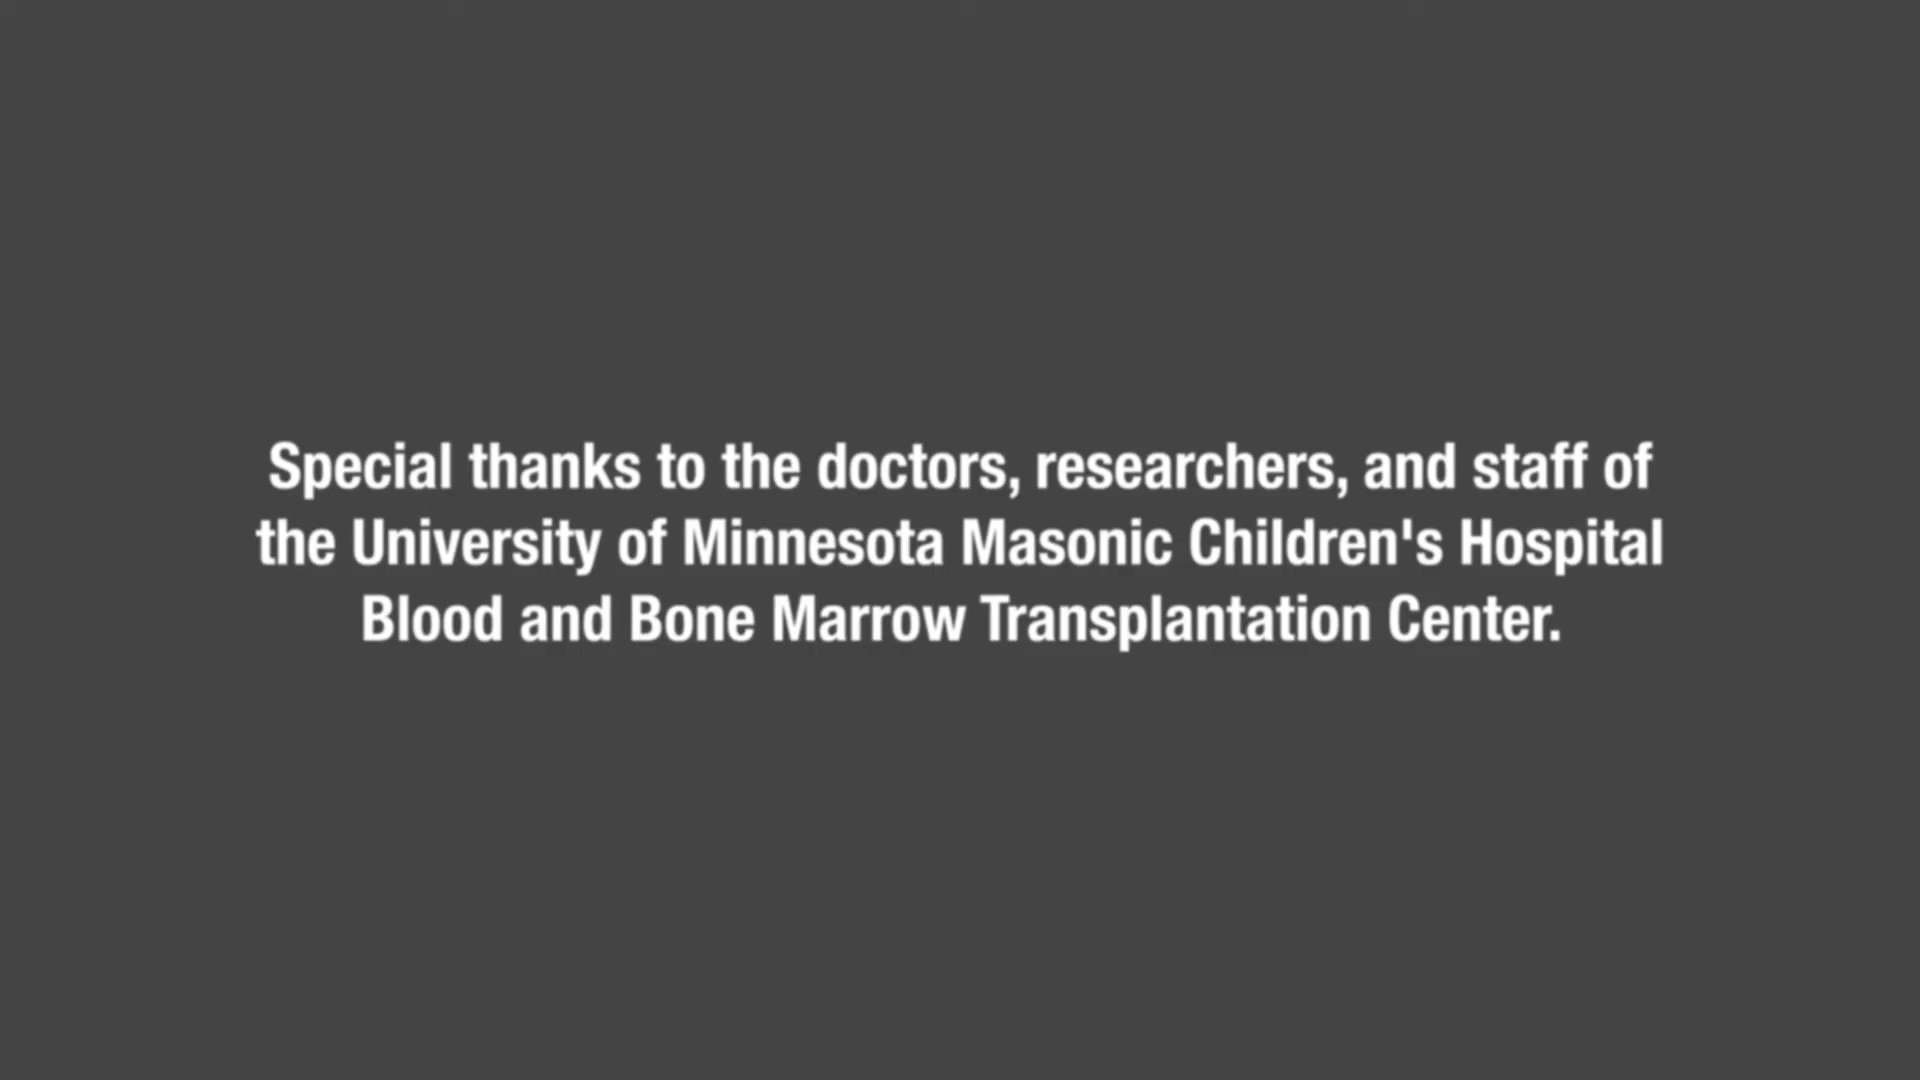 Special thanks to the doctors, researchers, and staff of
the University of Minnesota Masonic Children's Hospital
Blood and Bone Marrow Transplantation Center.